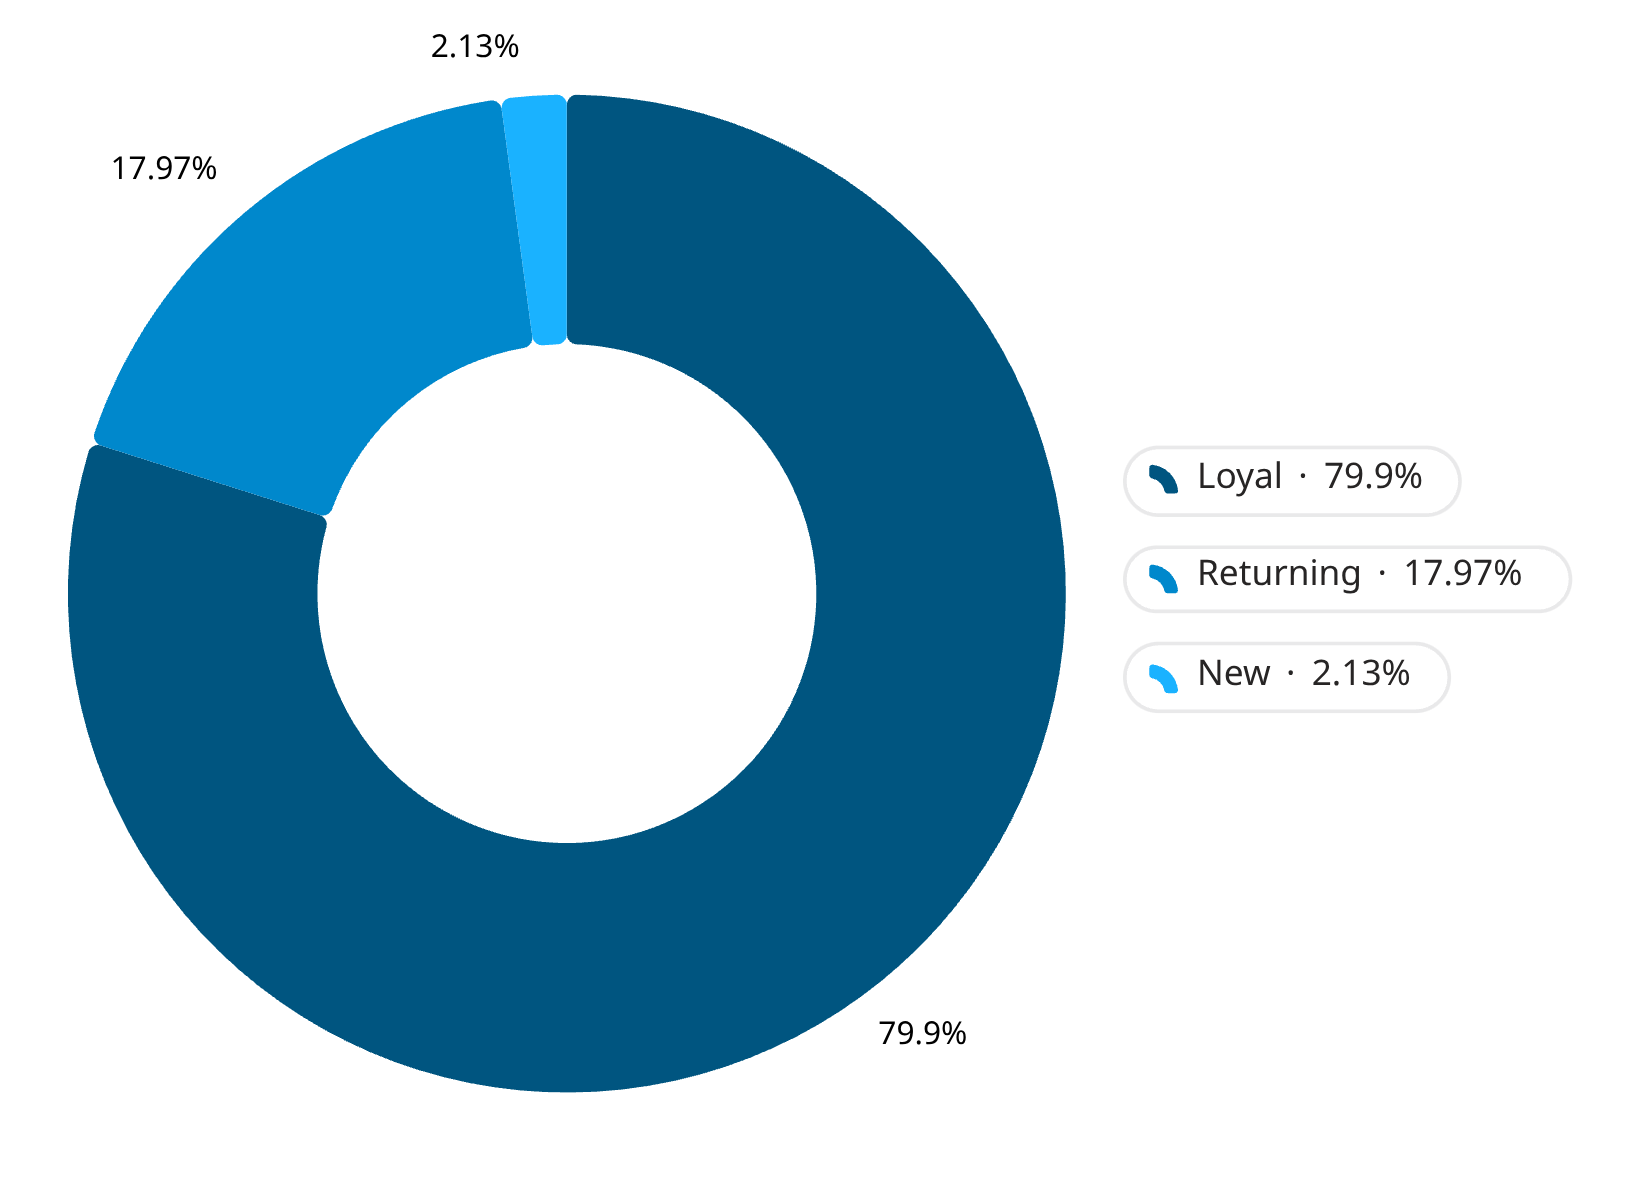 2.13%
17.97%
Loyal · 79.9%
Returning · 17.97%
New · 2.13%
79.9%